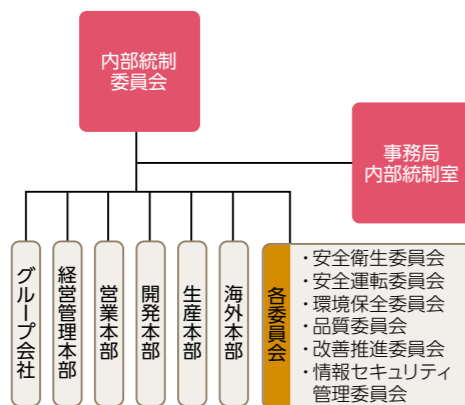 内部統制
委員会
事務局
内部統制室
グループ会社
経営管理本部
営業本部
開発本部
生産本部
海外本部
各委員会
・安全衛生委員会
・安全運転委員会
・環境保全委員会
・品質委員会
・改善推進委員会
・情報セキュリティ
管理委員会